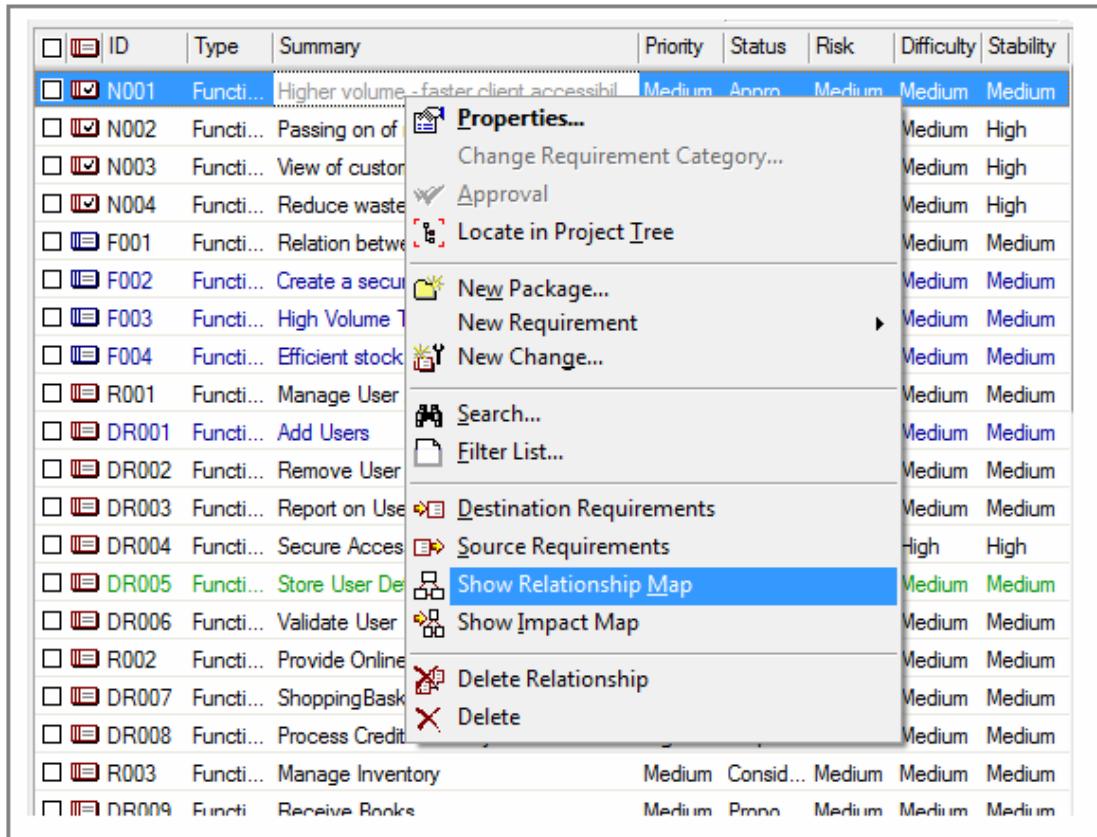 ID Type Summary Priority Status Risk Difficulty Stability
N001 Functi... Higher volume - faster client accessibil... Medium Appro... Medium Medium Medium
N002 Functi... Passing on of Medium High
N003 Functi... View of custom Medium High
N004 Functi... Reduce waste Medium High
F001 Functi... Relation betwe Medium Medium
F002 Functi... Create a secu Medium Medium
F003 Functi... High Volume T Medium Medium
F004 Functi... Efficient stock Medium Medium
R001 Functi... Manage User Medium Medium
DR001 Functi... Add Users Medium Medium
DR002 Functi... Remove User Medium Medium
DR003 Functi... Report on Use Medium Medium
DR004 Functi... Secure Acces High High
DR005 Functi... Store User De Medium Medium
DR006 Functi... Validate User Medium Medium
R002 Functi... Provide Online Medium Medium
DR007 Functi... ShoppingBask Medium Medium
DR008 Functi... Process Credit Medium Medium
R003 Functi... Manage Inventory Medium Consid... Medium Medium Medium
DR009 Functi... Receive Books Medium Propo... Medium Medium Medium
Properties...
Change Requirement Category...
Approval
Locate in Project Tree
New Package...
New Requirement
New Change...
Search...
Filter List...
Destination Requirements
Source Requirements
Show Relationship Map
Show Impact Map
Delete Relationship
Delete